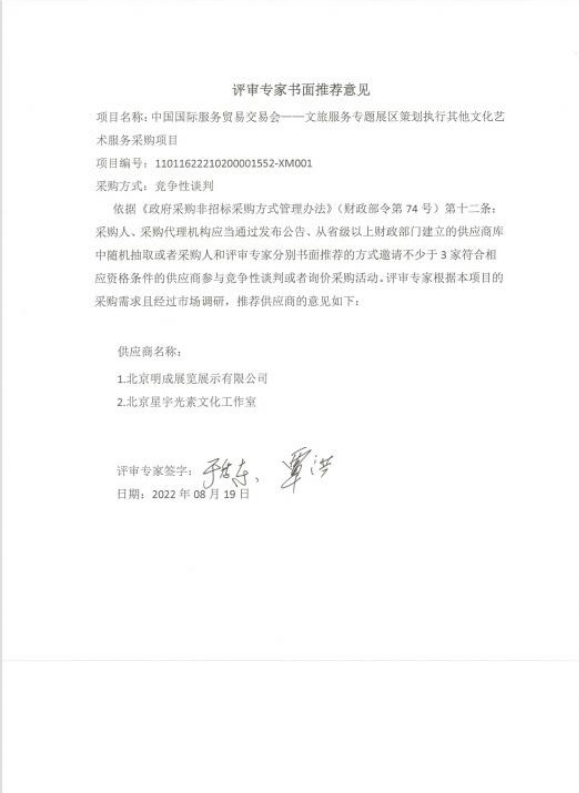 评审专家书面推荐意见
项目名称：中国国际服务贸易交易会——文旅服务专题展区策划执行其他文化艺
术服务采购项目
项目编号：11011622210200001552-XM001
采购方式：竞争性谈判
依据《政府采购非招标采购方式管理办法》（财政部令第 74 号）第十二条：
采购人、采购代理机构应当通过发布公告、从省级以上财政部门建立的供应商库
中随机抽取或者采购人和评审专家分别书面推荐的方式邀请不少于 3 家符合相
应资格条件的供应商参与竞争性谈判或者询价采购活动。评审专家根据本项目的
采购需求且经过市场调研，推荐供应商的意见如下：
供应商名称：
1.北京明成展览展示有限公司
2.北京星宇光素文化工作室
评审专家签字： 覃洪
日期：2022 年 08 月 19 日